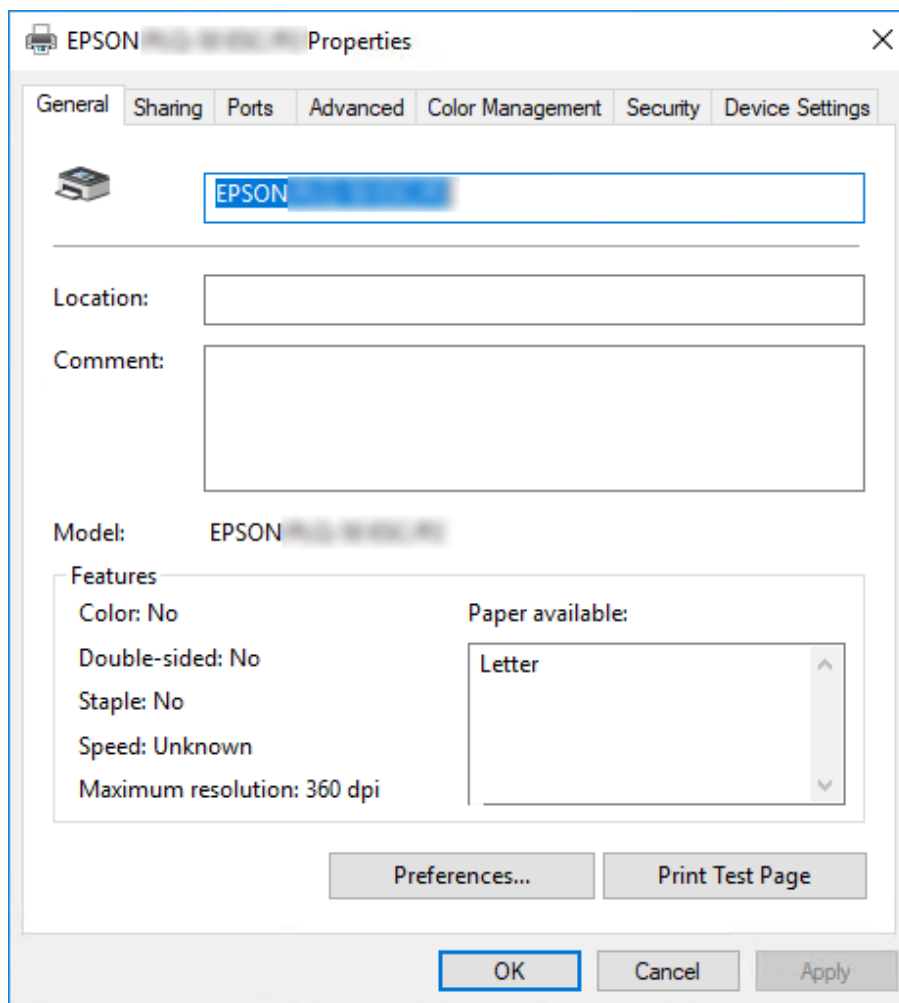 EPSON Properties
General Sharing Ports Advanced Color Management Security Device Settings
EPSON
Location:
Comment:
Model: EPSON
Features
Color: No
Paper available:
Double-sided: No
Letter
Staple: No
Speed: Unknown
Maximum resolution: 360 dpi
Preferences... Print Test Page
OK Cancel Apply